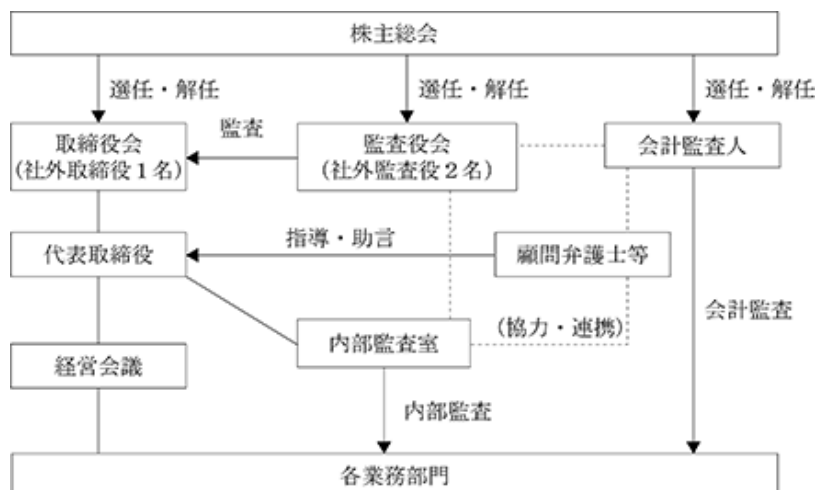 株主総会
選任・解任
選任・解任
選任・解任
取締役会
(社外取締役1名)
監査
監査役会
(社外監査役2名)
会計監査人
代表取締役
指導・助言
顧問弁護士等
会計監査
(協力・連携)
内部監査室
経営会議
内部監査
各業務部門